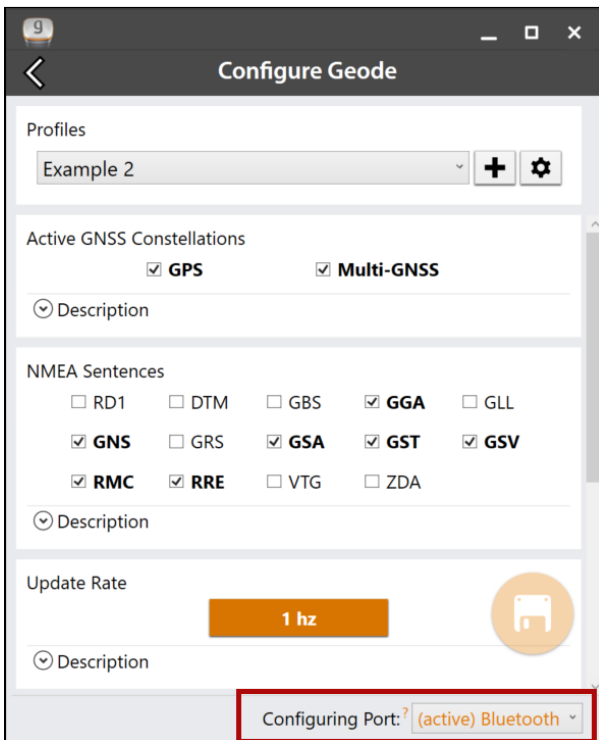 g
Configure Geode
Profiles
Example 2
Active GNSS Constellations
GPS Multi-GNSS
Description
NMEA Sentences
RD1 DTM GBS GGA GLL
GNS GRS GSA GST GSV
RMC RRE VTG ZDA
Description
Update Rate
1 hz
Description
Configuring Port:? (active) Bluetooth